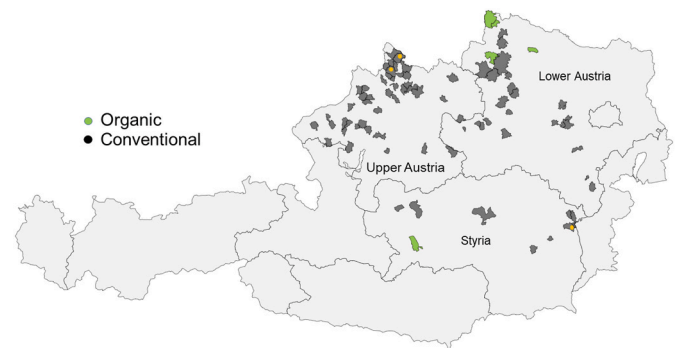 Lower Austria
Organic
Conventional
Upper Austria
Styria